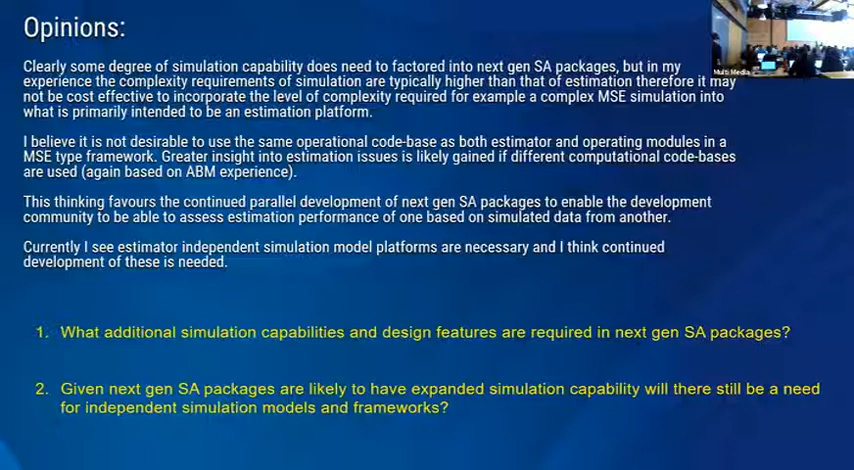 Opinions:
Clearly some degree of simulation capability does need to factored into next gen SA packages, but in my
experience the complexity requirements of simulation are typically higher than that of estimation therefore it may
not be cost effective to incorporate the level of complexity required for example a complex MSE simulation into
what is primarily intended to be an estimation platform.
I believe it is not desirable to use the same operational code-base as both estimator and operating modules in a
MSE type framework. Greater insight into estimation issues is likely gained if different computational code-bases
are used (again based on ABM experience).
This thinking favours the continued parallel development of next gen SA packages to enable the development
community to be able to assess estimation performance of one based on simulated data from another.
Currently I see estimator independent simulation model platforms are necessary and I think continued
development of these is needed.
1. What additional simulation capabilities and design features are required in next gen SA packages?
2. Given next gen SA packages are likely to have expanded simulation capability will there still be a need
for independent simulation models and frameworks?
Multi Media